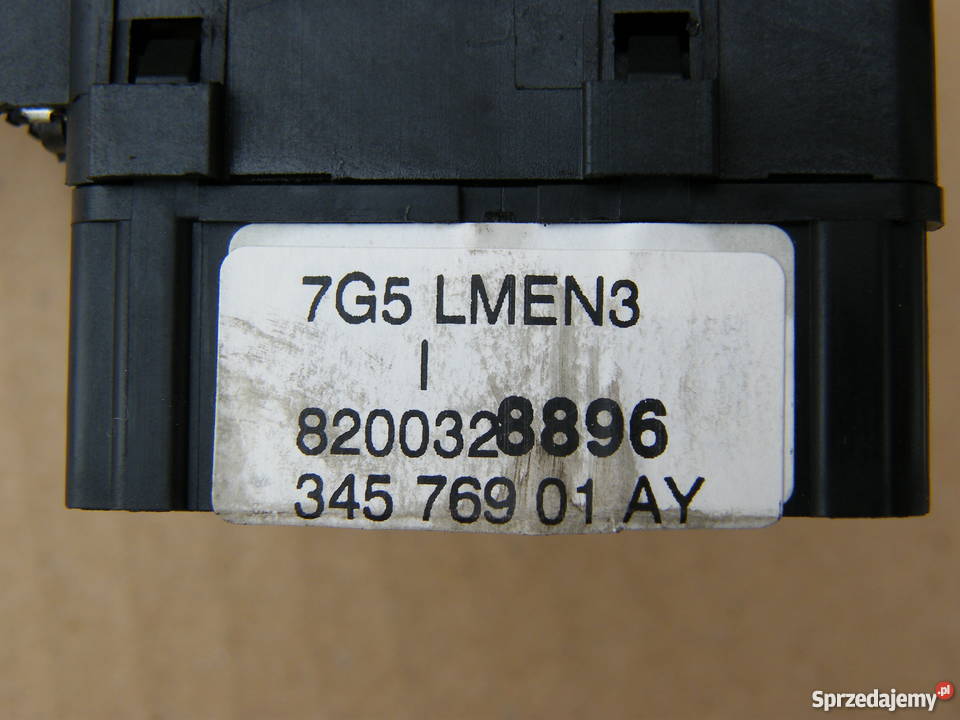 7G5 LMEN3
I
8200328896
345 769 01 AY
Sprzedajemy.pl